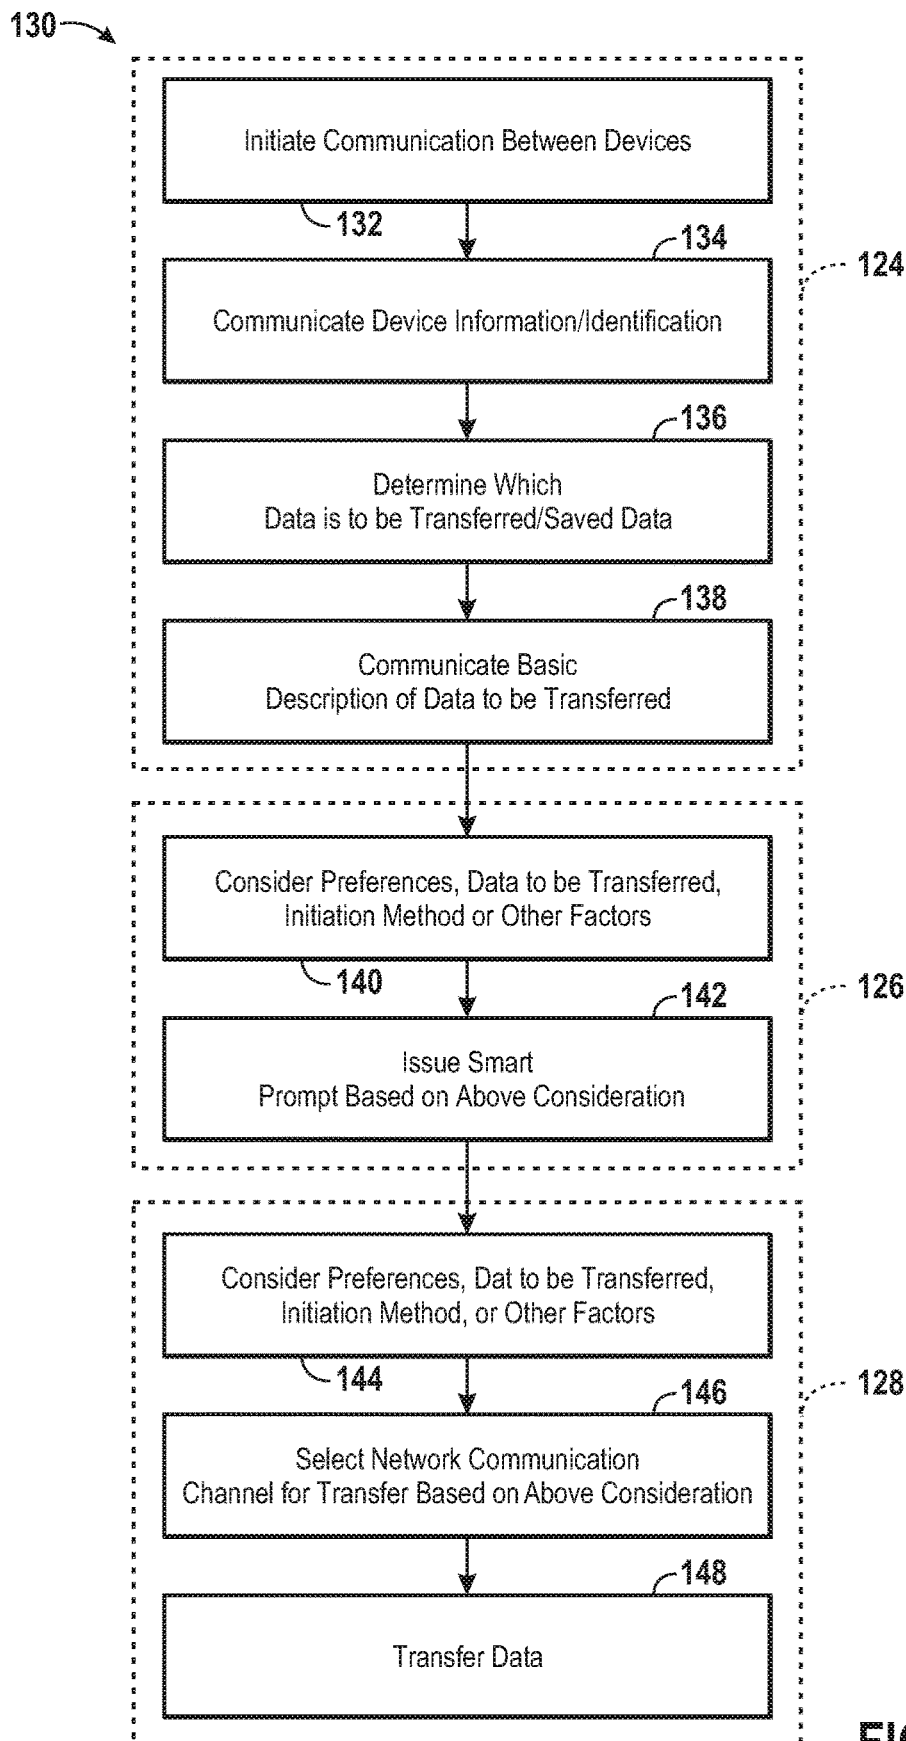 130
Initiate Communication Between Devices
132
134
124
Communicate Device Information/Identification
136
Determine Which
Data is to be Transferred/Saved Data
138
Communicate Basic
Description of Data to be Transferred
Consider Preferences, Data to be Transferred,
Initiation Method or Other Factors
140
142
126
Issue Smart
Prompt Based on Above Consideration
Consider Preferences, Dat to be Transferred,
Initiation Method, or Other Factors
144
146
128
Select Network Communication
Channel for Transfer Based on Above Consideration
148
Transfer Data